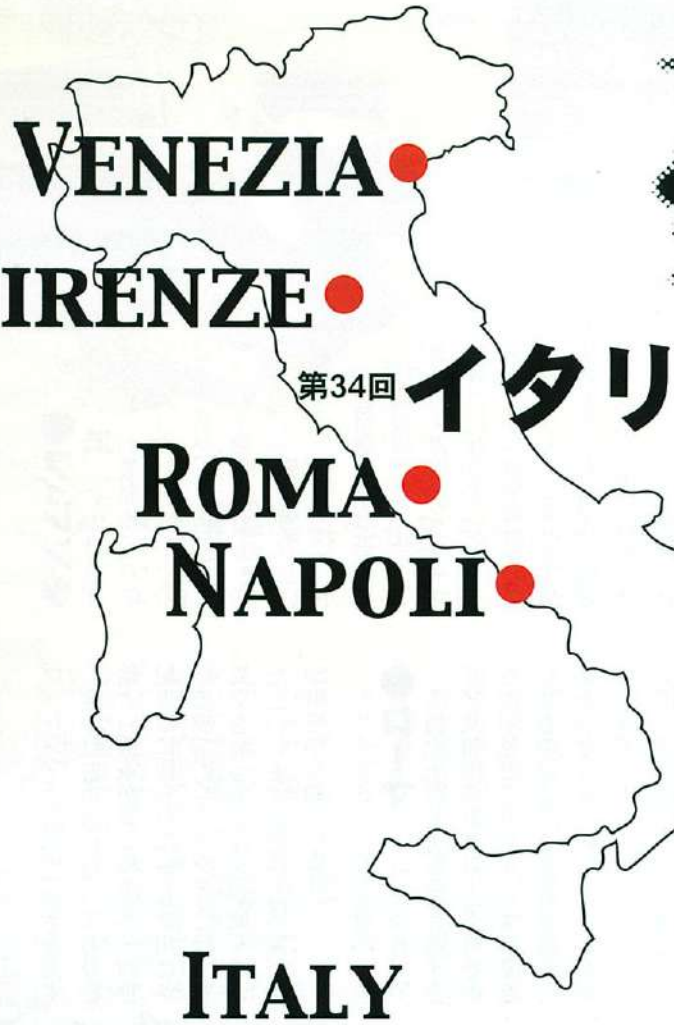 VENEZIA
IRENZE
第34回 イタリ
ROMA
NAPOLI
ITALY